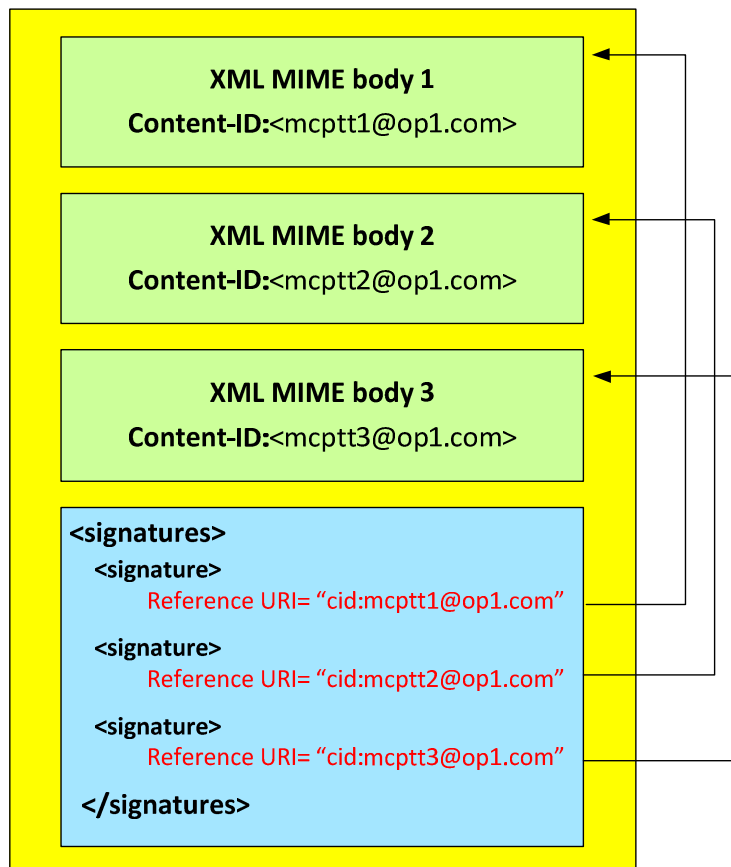 XML MIME body 1
Content-ID:<mcptt1@op1.com>
XML MIME body 2
Content-ID:<mcptt2@op1.com>
XML MIME body 3
Content-ID:<mcptt3@op1.com>
<signatures>
<signature>
Reference URI= “cid:mcptt1@op1.com”
<signature>
Reference URI= “cid:mcptt2@op1.com”
<signature>
Reference URI= “cid:mcptt3@op1.com”
</signatures>